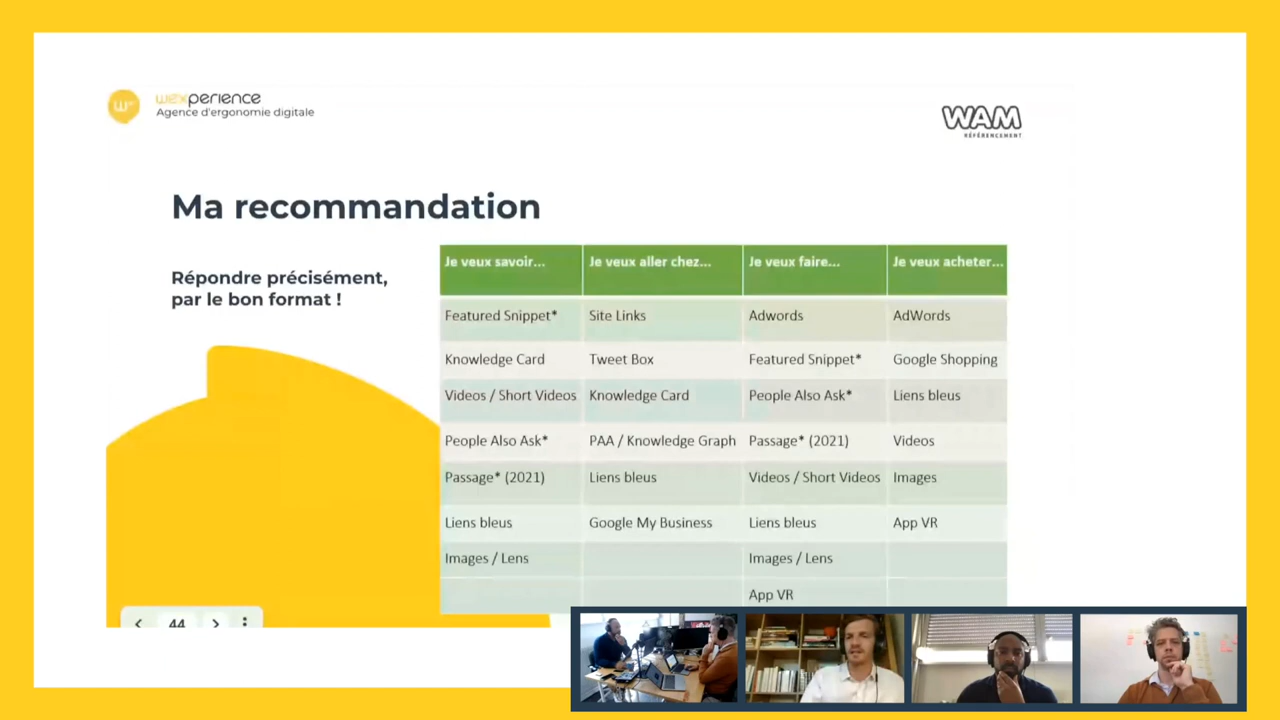 wexperience
Agence d'ergonomie digitale
WAM
RÉFÉRENCEMENT
Ma recommandation
Répondre précisément,
par le bon format !
Je veux savoir... Je veux aller chez... Je veux faire... Je veux acheter...
Featured Snippet* Site Links Adwords AdWords
Knowledge Card Tweet Box Featured Snippet* Google Shopping
Videos / Short Videos Knowledge Card People Also Ask* Liens bleus
People Also Ask* PAA / Knowledge Graph Passage* (2021) Videos
Passage* (2021) Liens bleus Videos / Short Videos Images
Liens bleus Google My Business Liens bleus App VR
Images / Lens Images / Lens
App VR
44